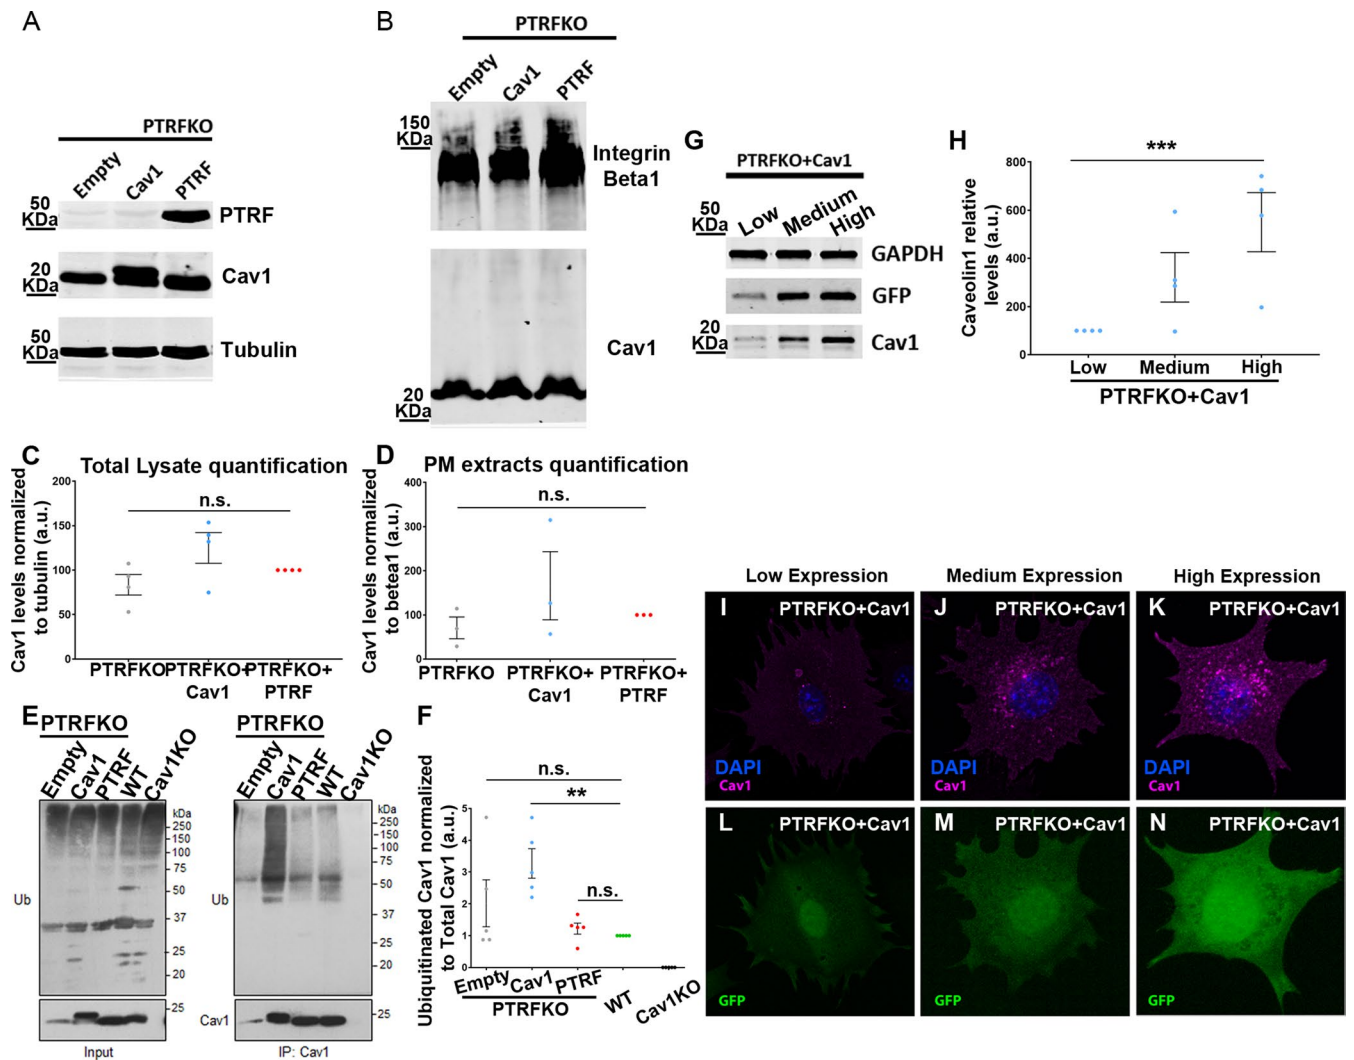 A
PTRFKO
Empty
Cav1
PTRF
50
KDa
PTRF
20
KDa
Cav1
50
KDa
Tubulin
B
PTRFKO
Empty
Cav1
PTRF
150
KDa
Integrin
Beta1
Cav1
20
KDa
G
PTRFKO+Cav1
50
KDa
Low
Medium
High
GAPDH
GFP
20
KDa
Cav1
H
Caveolin1 relative
levels (a.u.)
800
600
400
200
0
***
Low
Medium
High
PTRFKO+Cav1
C
Total Lysate quantification
Cav1 levels normalized
to tubulin (a.u.)
200
150
100
50
0
n.s.
PTRFKO
PTRFKO+
Cav1
PTRFKO+
PTRF
D
PM extracts quantification
Cav1 levels normalized
to betea1 (a.u.)
400
300
200
100
0
n.s.
PTRFKO
PTRFKO+
Cav1
PTRFKO+
PTRF
E
PTRFKO
Empty
Cav1
PTRF
WT
Cav1KO
kDa
250
150
100
75
50
37
25
20
Ub
25
Input
PTRFKO
Empty
Cav1
PTRF
WT
Cav1KO
kDa
250
150
100
75
50
37
25
20
Ub
Cav1
25
IP: Cav1
F
Ubiquitinated Cav1 normalized
to Total Cav1 (a.u.)
5
4
3
2
1
0
n.s.
**
n.s.
Empty
Cav1
PTRF
PTRFKO
WT
Cav1KO
Low Expression
Medium Expression
High Expression
I
PTRFKO+Cav1
DAPI
Cav1
J
PTRFKO+Cav1
DAPI
Cav1
K
PTRFKO+Cav1
DAPI
Cav1
L
PTRFKO+Cav1
GFP
M
PTRFKO+Cav1
GFP
N
PTRFKO+Cav1
GFP